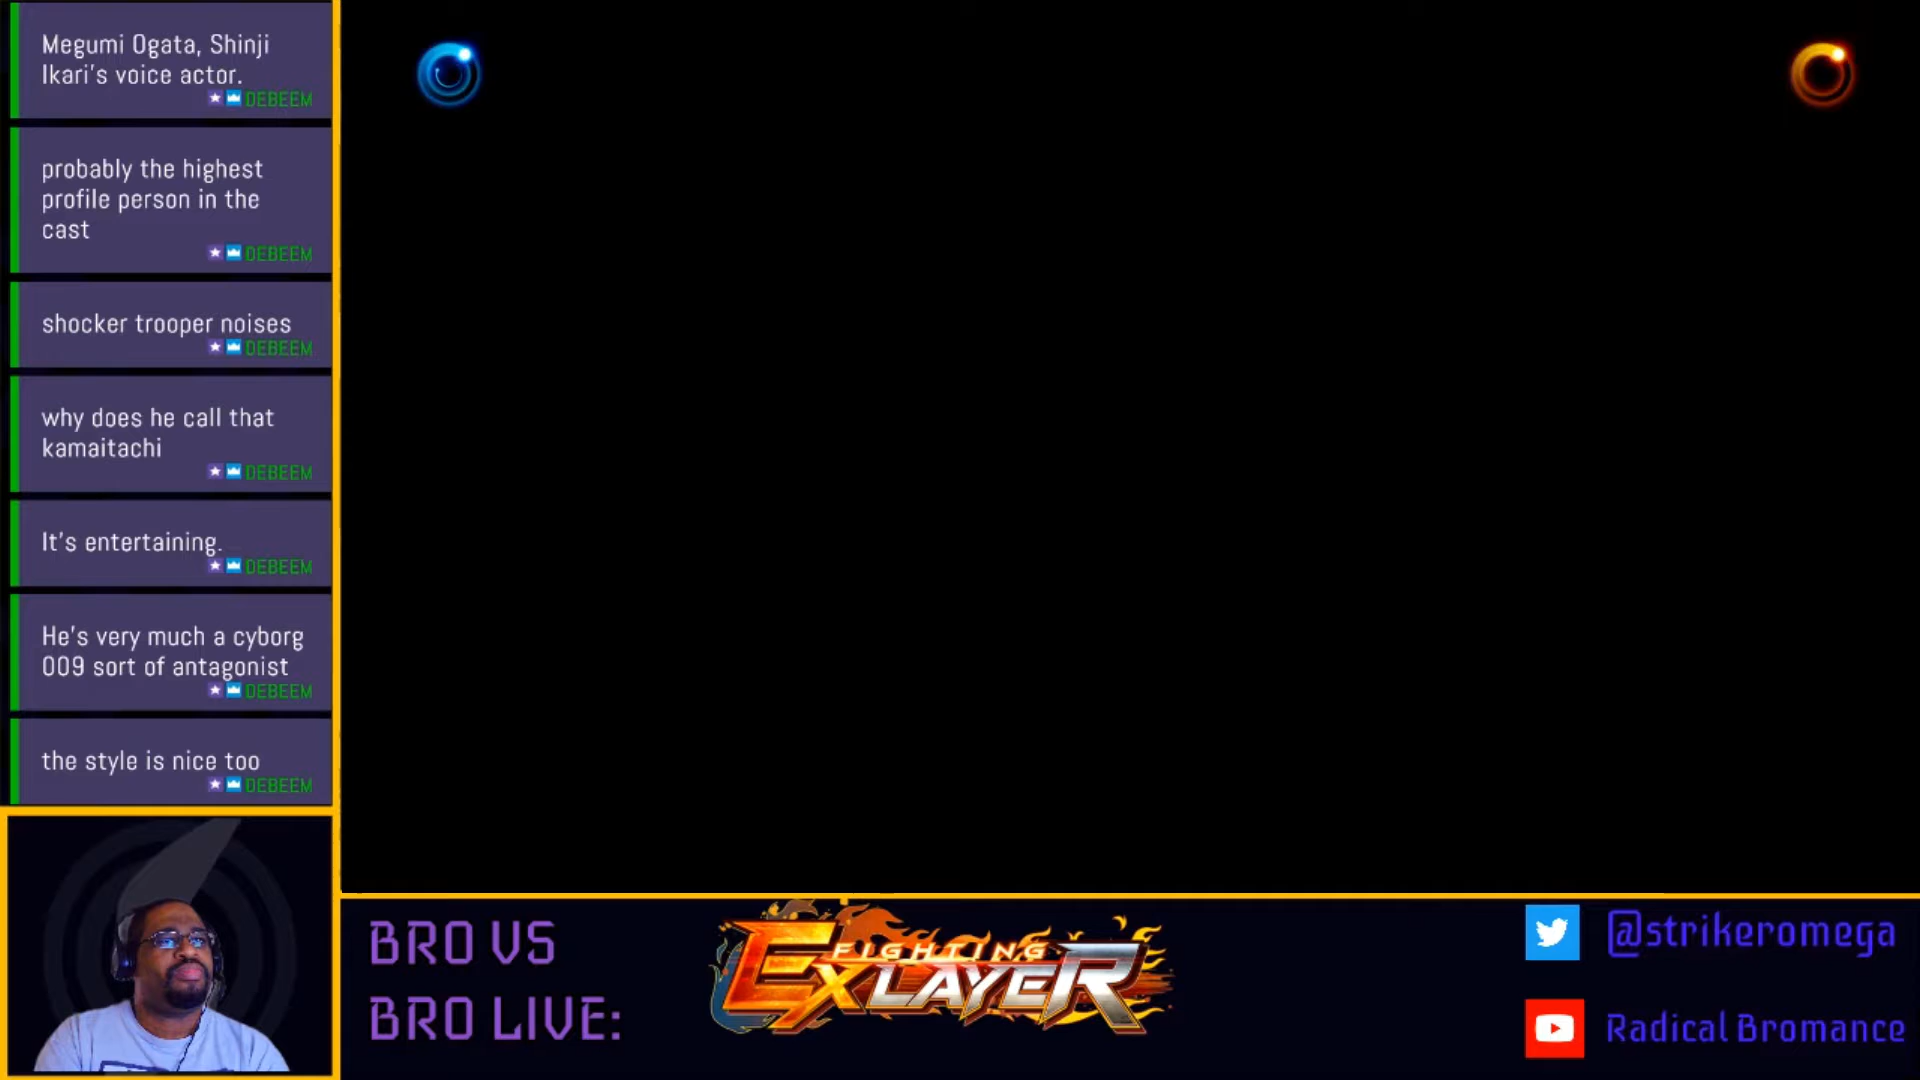 Megumi Ogata, Shinji
Ikari's voice actor.
DEBEEM
probably the highest
profile person in the
cast
DEBEEM
shocker trooper noises
DEBEEM
why does he call that
kamaitachi
DEBEEM
It's entertaining.
DEBEEM
He's very much a cyborg
009 sort of antagonist
DEBEEM
the style is nice too
DEBEEM
BRO VS
BRO LIVE:
FIGHTING
EXLAYER
@strikeromega
Radical Bromance